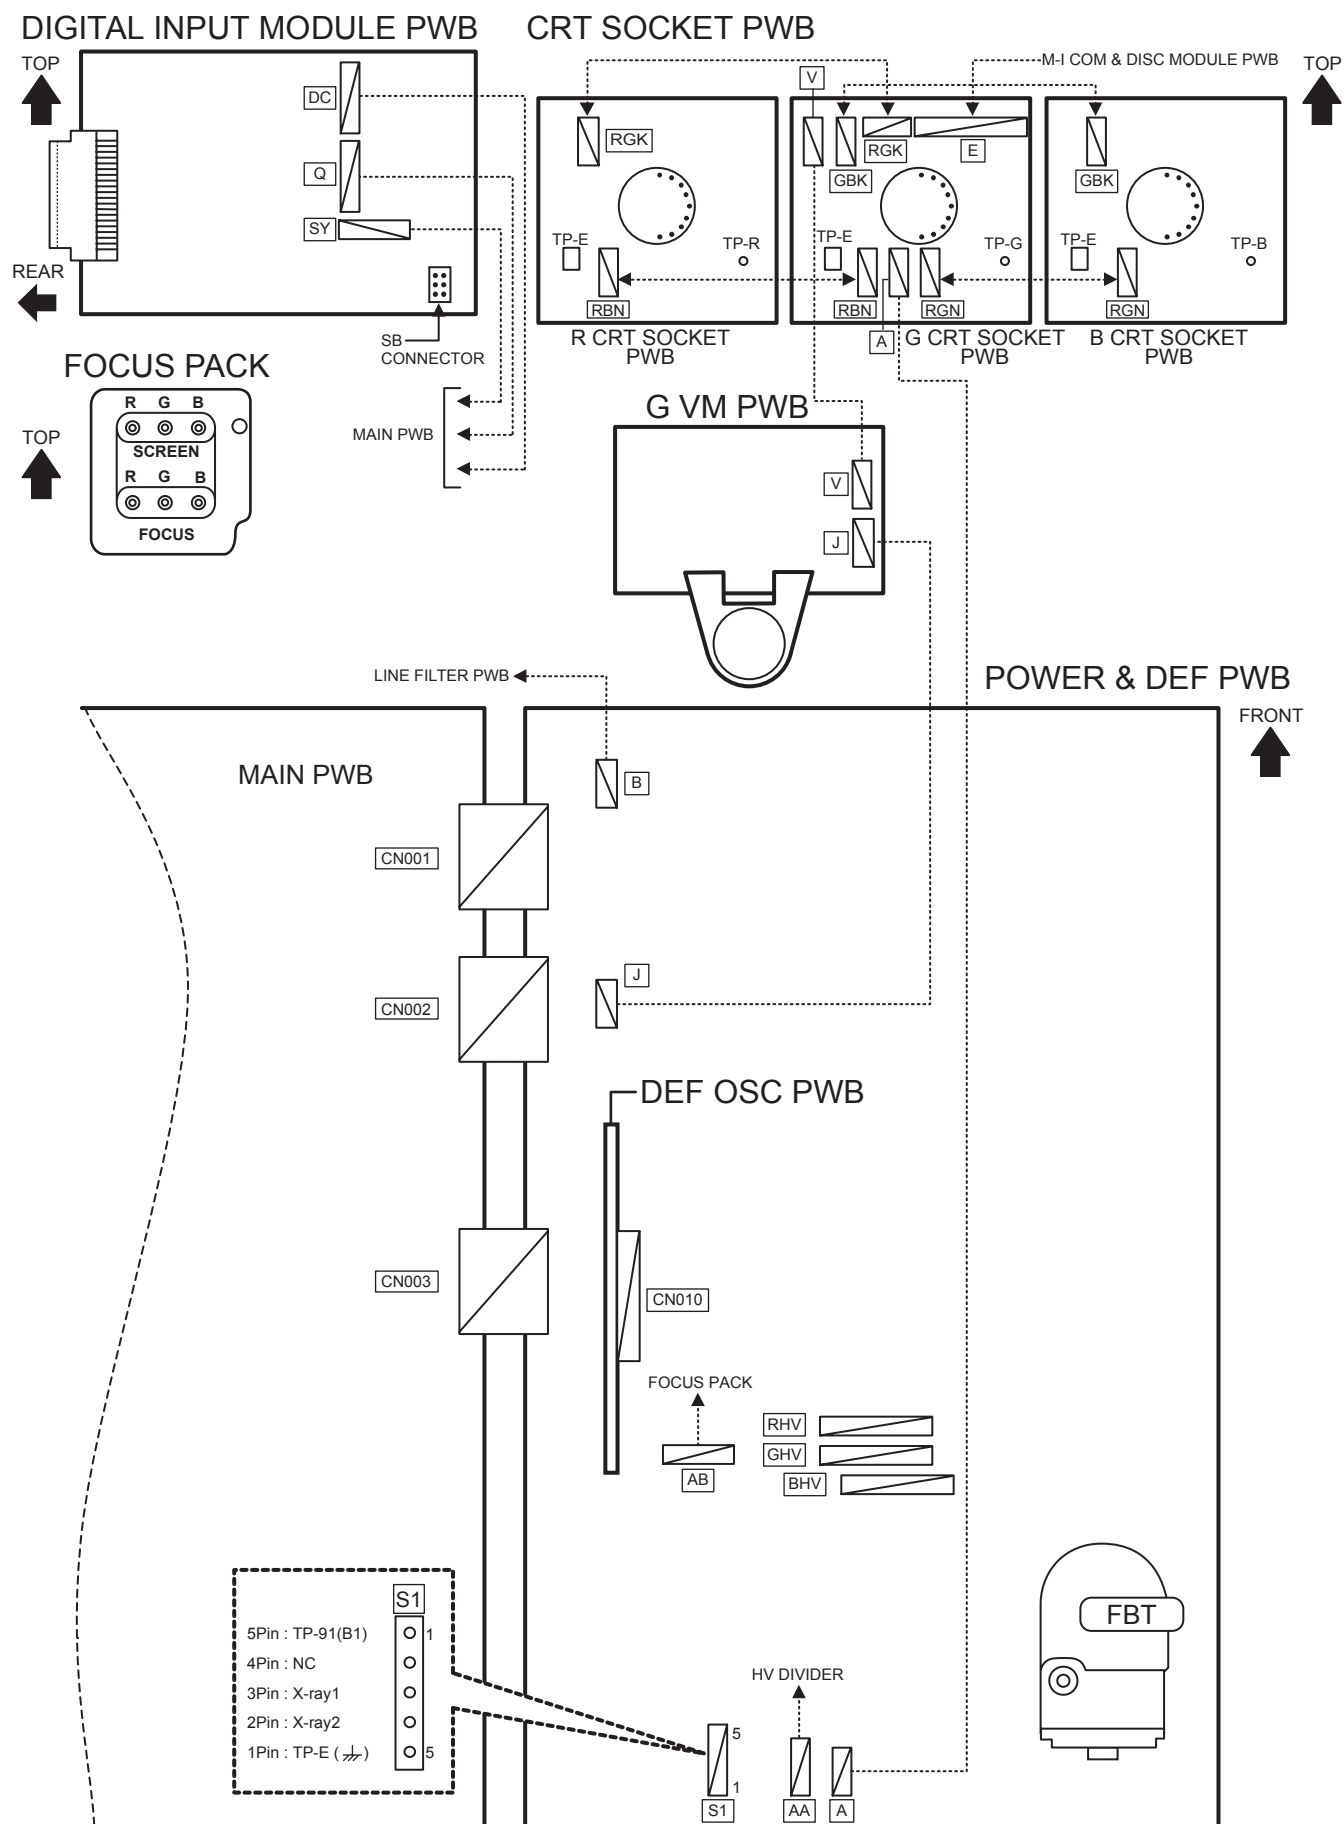 DIGITAL INPUT MODULE PWB
CRT SOCKET PWB
TOP
DC
Q
SY
REAR
SB
CONNECTOR
MAIN PWB
V
M-I COM & DISC MODULE PWB
TOP
RGK
GBK
RGK
E
GBK
TP-E
TP-R
TP-E
TP-G
TP-E
TP-B
RBN
RBN
A
RGN
RGN
R CRT SOCKET
PWB
G CRT SOCKET
PWB
B CRT SOCKET
PWB
FOCUS PACK
TOP
R G B
SCREEN
R G B
FOCUS
G VM PWB
V
J
LINE FILTER PWB
POWER & DEF PWB
FRONT
MAIN PWB
B
CN001
J
CN002
DEF OSC PWB
CN003
CN010
FOCUS PACK
AB
RHV
GHV
BHV
S1
5Pin : TP-91(B1)
4Pin : NC
3Pin : X-ray1
2Pin : X-ray2
1Pin : TP-E ( )
1
5
HV DIVIDER
5
1
S1
AA
A
FBT